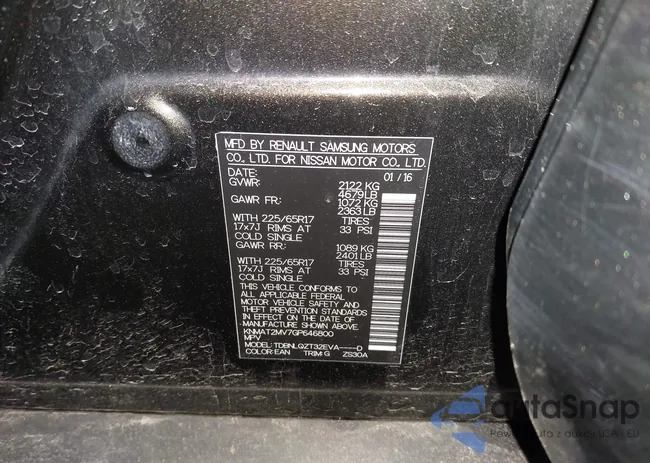 MFD BY RENAULT SAMSUNG MOTORS
CO. LTD. FOR NISSAN MOTOR CO., LTD.
DATE: 01/16
GVWR: 2122 KG
4679LB
GAWR FR: 1072 KG
2363 LB
WITH 225/65R17 TIRES
17x7J RIMS AT 33 PSI
COLD SINGLE
GAWR RR: 1089 KG
2401 LB
WITH 225/65R17 TIRES
17x7J RIMS AT 33 PSI
COLD SINGLE
THIS VEHICLE CONFORMS TO
ALL APPLICABLE FEDERAL
MOTOR VEHICLE SAFETY AND
THEFT PREVENTION STANDARDS
IN EFFECT ON THE DATE OF
MANUFACTURE SHOWN ABOVE.
KNMAT2MV7GP646800
MPV
MODEL: TDBNLQZT32EVA----D
COLOR:EAN TRIM:G ZS30A
autaSnap